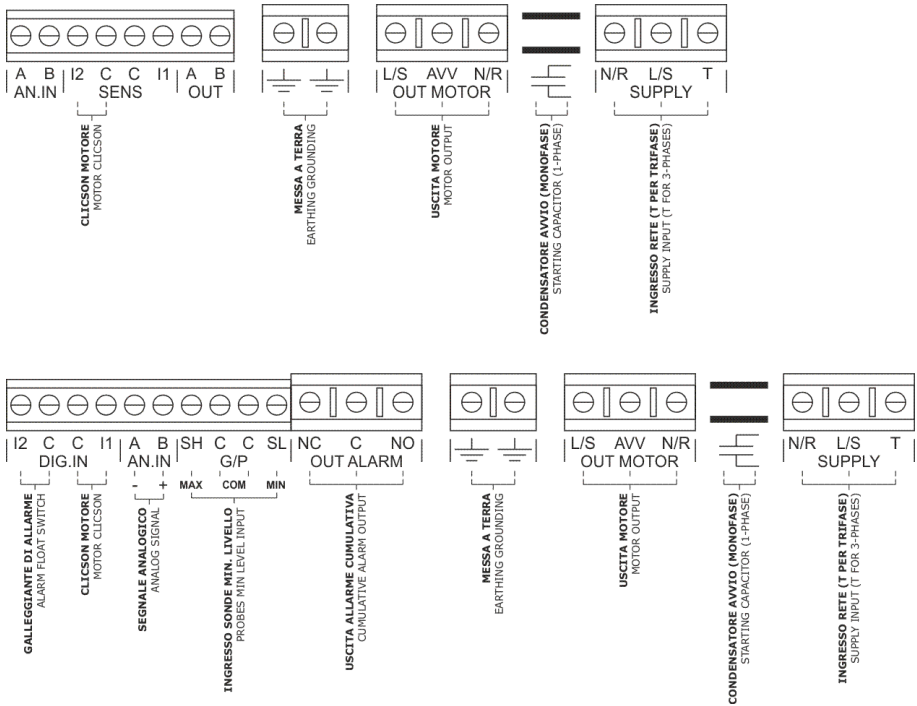 A B I2 C C I1 A B
AN.IN SENS OUT
L/S AVV N/R
OUT MOTOR
N/R L/S T
SUPPLY
CLICSON MOTORE
MOTOR CLICSON
MESSA A TERRA
EARTHING GROUNDING
USCITA MOTORE
MOTOR OUTPUT
CONDENSATORE AVVIO (MONOFASE)
STARTING CAPACITOR (1-PHASE)
INGRESSO RETE (T PER TRIFASE)
SUPPLY INPUT (T FOR 3-PHASES)
I2 C C I1 A B SH C C SL NC C NO
DIG.IN AN.IN G/P OUT ALARM
- + MAX COM MIN
L/S AVV N/R
OUT MOTOR
N/R L/S T
SUPPLY
GALLEGGIANTE DI ALLARME
ALARM FLOAT SWITCH
CLICSON MOTORE
MOTOR CLICSON
SEGNALE ANALOGICO
ANALOG SIGNAL
INGRESSO SONDE MIN. LIVELLO
PROBES MIN LEVEL INPUT
USCITA ALLARME CUMULATIVA
CUMULATIVE ALARM OUTPUT
MESSA A TERRA
EARTHING GROUNDING
USCITA MOTORE
MOTOR OUTPUT
CONDENSATORE AVVIO (MONOFASE)
STARTING CAPACITOR (1-PHASE)
INGRESSO RETE (T PER TRIFASE)
SUPPLY INPUT (T FOR 3-PHASES)